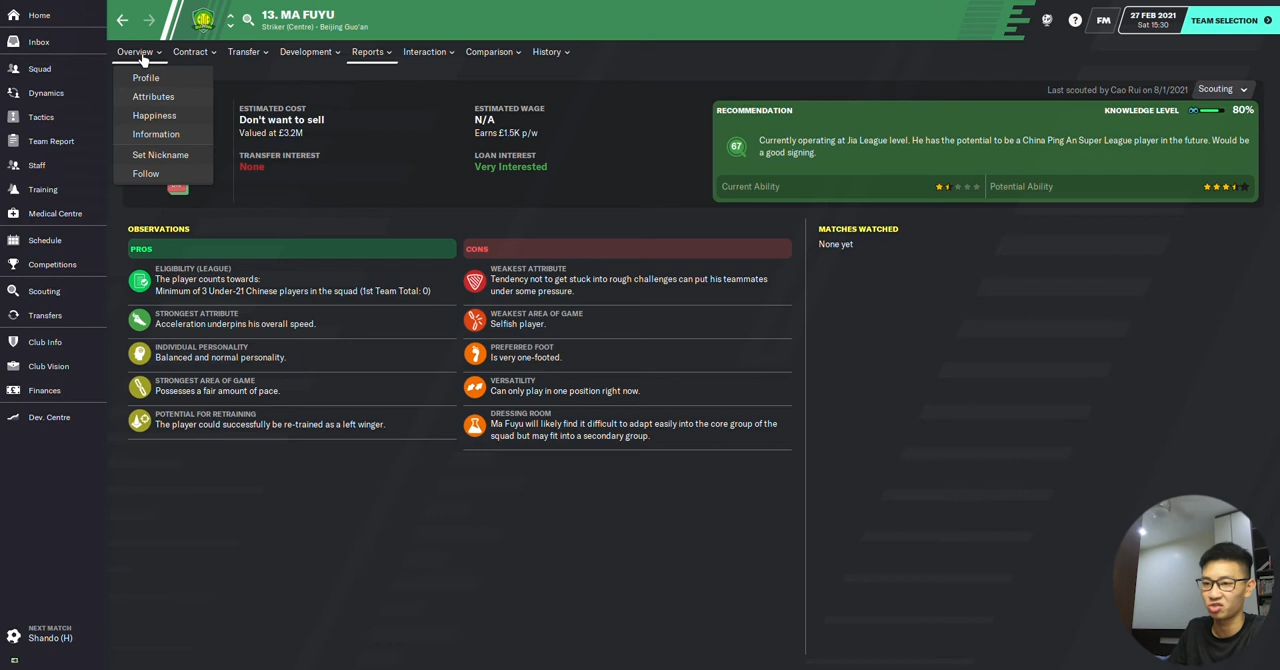 Home
Inbox
Squad
Dynamics
Tactics
Team Report
Staff
Training
Medical Centre
Schedule
Competitions
Scouting
Transfers
Club Info
Club Vision
Finances
Dev. Centre
NEXT MATCH
Shando (H)
13. MA FUYU
Striker (Centre) - Beijing Guo'an
?
FM
27 FEB 2021
Sat 15:30
TEAM SELECTION
Overview
Contract
Transfer
Development
Reports
Interaction
Comparison
History
Profile
Attributes
Happiness
Information
Set Nickname
Follow
Last scouted by Cao Rui on 8/1/2021
Scouting
ESTIMATED COST
Don't want to sell
Valued at £3.2M
TRANSFER INTEREST
None
ESTIMATED WAGE
N/A
Earns £1.5K p/w
LOAN INTEREST
Very Interested
RECOMMENDATION
KNOWLEDGE LEVEL
80%
67
Currently operating at Jia League level. He has the potential to be a China Ping An Super League player in the future. Would be
a good signing.
Current Ability
Potential Ability
OBSERVATIONS
PROS
ELIGIBILITY (LEAGUE)
The player counts towards:
Minimum of 3 Under-21 Chinese players in the squad (1st Team Total: 0)
STRONGEST ATTRIBUTE
Acceleration underpins his overall speed.
INDIVIDUAL PERSONALITY
Balanced and normal personality.
STRONGEST AREA OF GAME
Possesses a fair amount of pace.
POTENTIAL FOR RETRAINING
The player could successfully be re-trained as a left winger.
CONS
WEAKEST ATTRIBUTE
Tendency not to get stuck into rough challenges can put his teammates
under some pressure.
WEAKEST AREA OF GAME
Selfish player.
PREFERRED FOOT
Is very one-footed.
VERSATILITY
Can only play in one position right now.
DRESSING ROOM
Ma Fuyu will likely find it difficult to adapt easily into the core group of the
squad but may fit into a secondary group.
MATCHES WATCHED
None yet